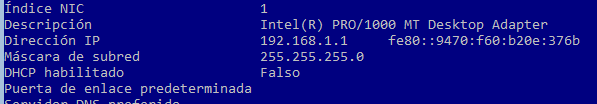 Índice NIC 1
Descripción Intel(R) PRO/1000 MT Desktop Adapter
Dirección IP 192.168.1.1 fe80::9470:f60:b20e:376b
Máscara de subred 255.255.255.0
DHCP habilitado Falso
Puerta de enlace predeterminada
Servidor DNS preferido